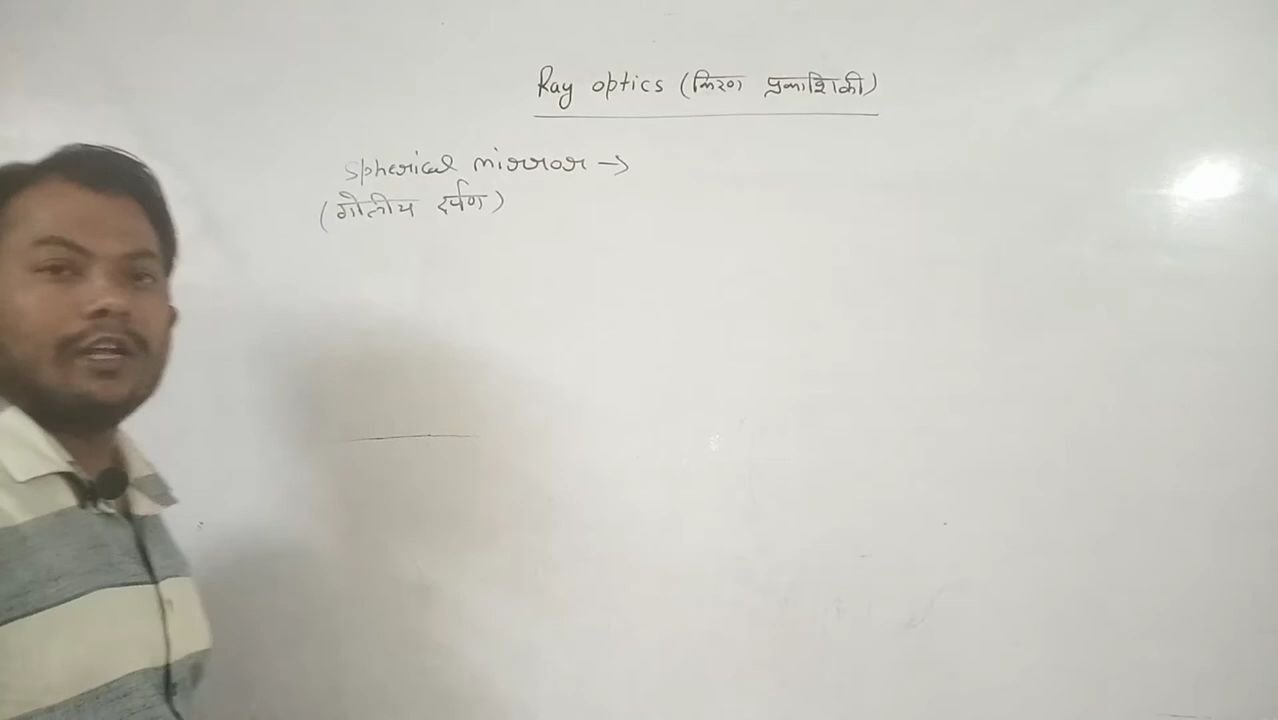 Ray optics (किरण प्रकाशिकी)
Spherical mirror →
(गोलीय दर्पण)